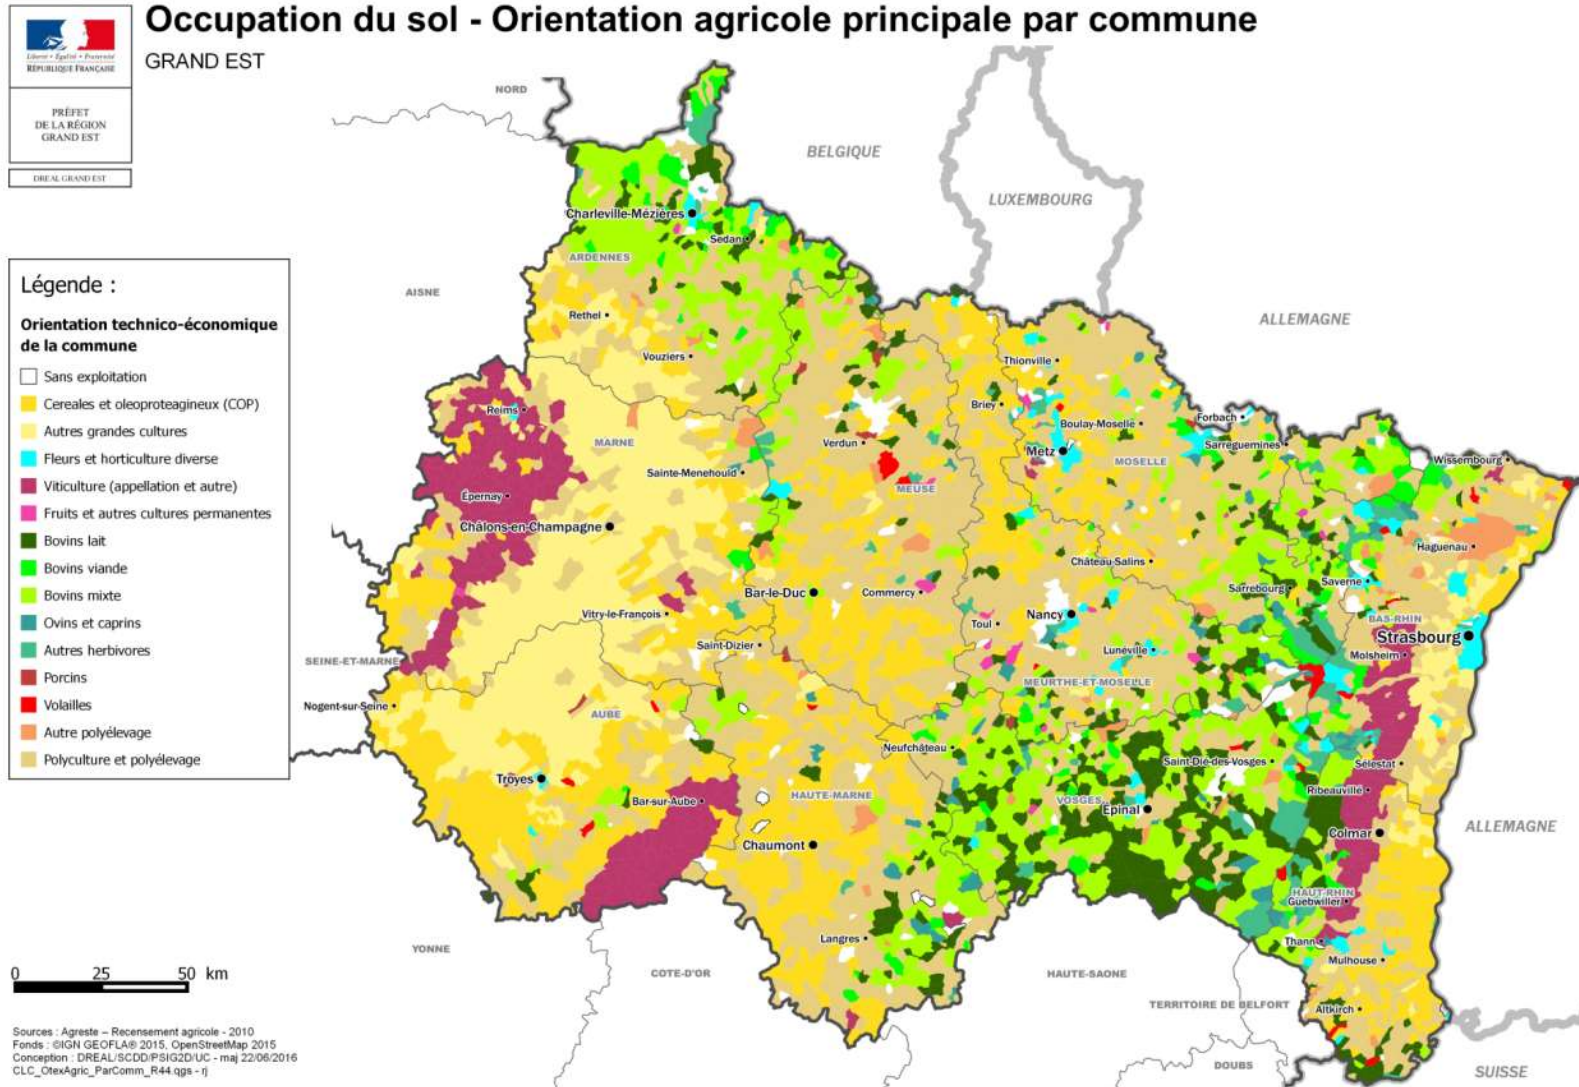 Occupation du sol - Orientation agricole principale par commune
GRAND EST
Liberté • Égalité • Fraternité
RÉPUBLIQUE FRANÇAISE
PRÉFET
DE LA RÉGION
GRAND EST
DREAL GRAND EST
Légende :
Orientation technico-économique
de la commune
Sans exploitation
Cereales et oleoproteagineux (COP)
Autres grandes cultures
Fleurs et horticulture diverse
Viticulture (appellation et autre)
Fruits et autres cultures permanentes
Bovins lait
Bovins viande
Bovins mixte
Ovins et caprins
Autres herbivores
Porcins
Volailles
Autre polyélevage
Polyculture et polyélevage
NORD
BELGIQUE
LUXEMBOURG
Charleville-Mézières
Sedan
ARDENNES
AISNE
ALLEMAGNE
Rethel
Vouziers
Thionville
Reims
Briey
Forbach
Boulay-Moselle
MARNE
Verdun
Sarreguemines
Metz
MOSELLE
Wissembourg
Sainte-Menehould
MEUSE
Épernay
Châlons-en-Champagne
Haguenau
Château-Salins
Saverne
Bar-le-Duc
Commercy
Sarrebourg
Vitry-le-François
Toul
Nancy
BAS-RHIN
Strasbourg
Saint-Dizier
Lunéville
Molsheim
SEINE-ET-MARNE
MEURTHE-ET-MOSELLE
Nogent-sur-Seine
AUBE
Neufchâteau
Saint-Dié-des-Vosges
Sélestat
Troyes
Ribeauvillé
HAUTE-MARNE
Bar-sur-Aube
VOSGES
Épinal
ALLEMAGNE
Colmar
Chaumont
HAUT-RHIN
Guebwiller
Langres
Thann
YONNE
Mulhouse
COTE-D'OR
HAUTE-SAONE
TERRITOIRE DE BELFORT
Altkirch
DOUBS
SUISSE
0 25 50 km
Sources : Agreste – Recensement agricole - 2010
Fonds : ©IGN GEOFLA® 2015, OpenStreetMap 2015
Conception : DREAL/SCDD/PSIG2D/UC - maj 22/06/2016
CLC_OtexAgric_ParComm_R44.qgs - rj